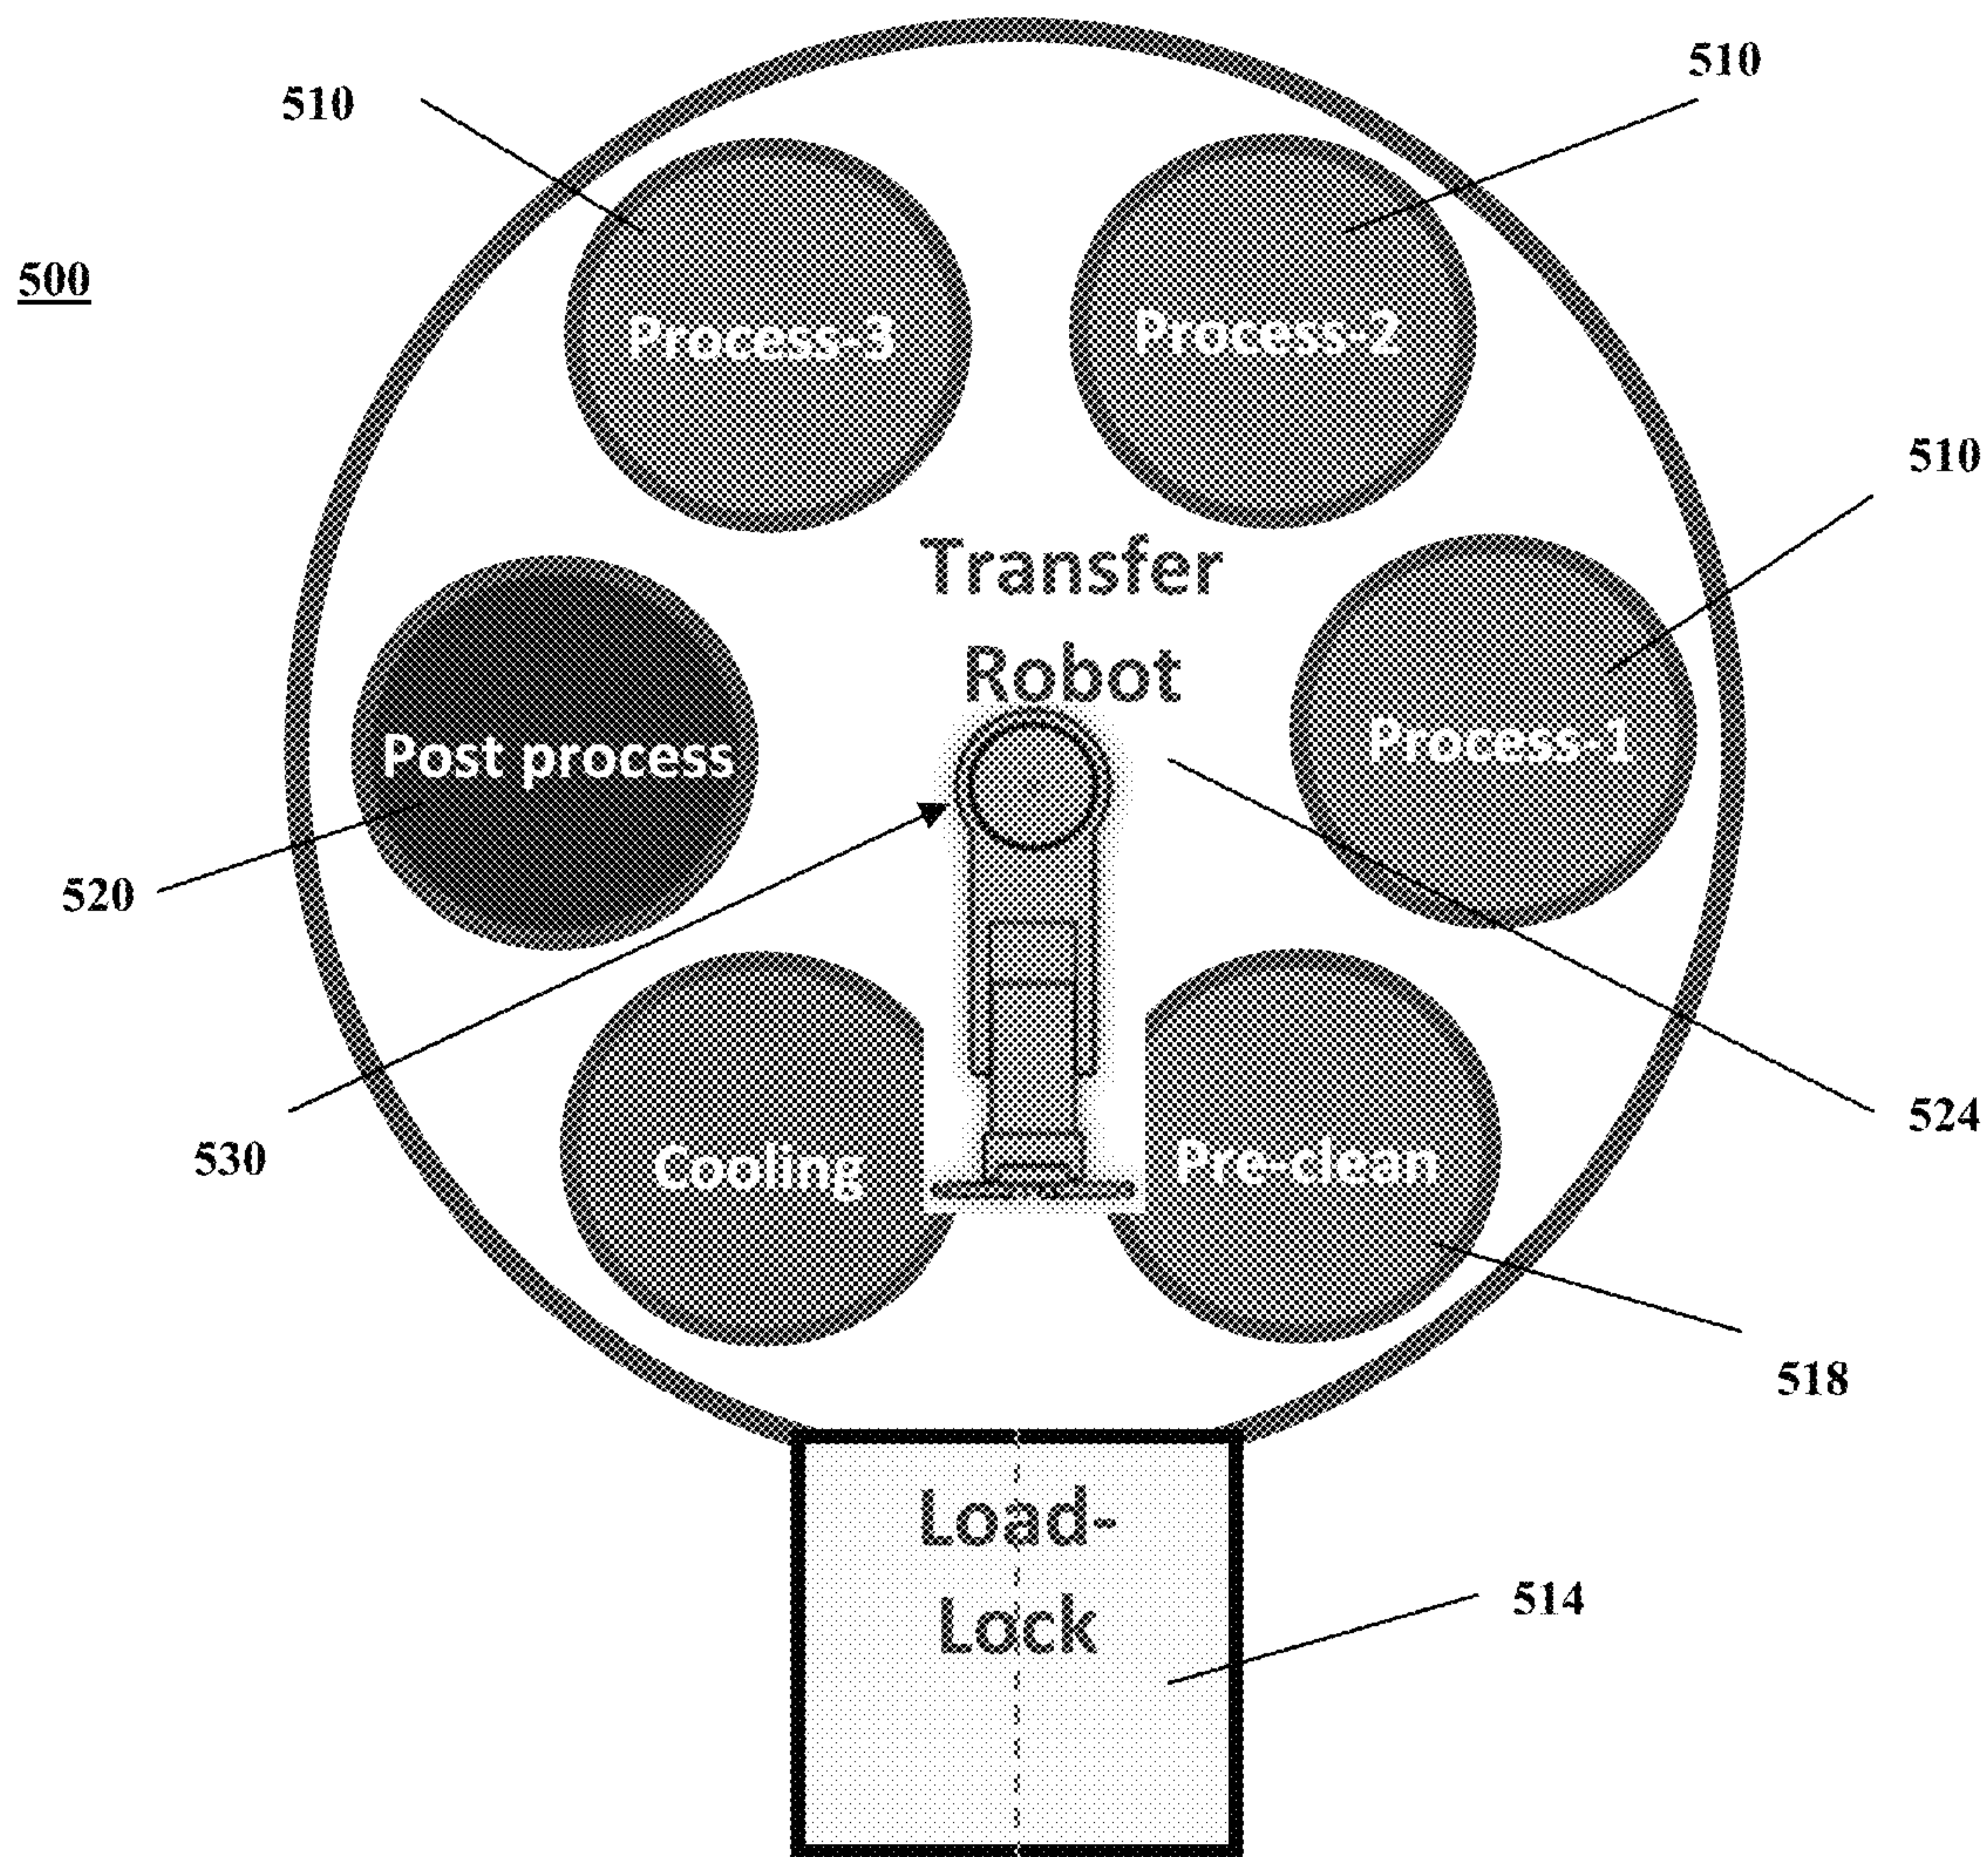 510
510
500
Process-3
Process-2
510
Transfer
Robot
Post process
Process-1
520
530
524
Cooling
Pre-clean
518
Load-
Lock
514